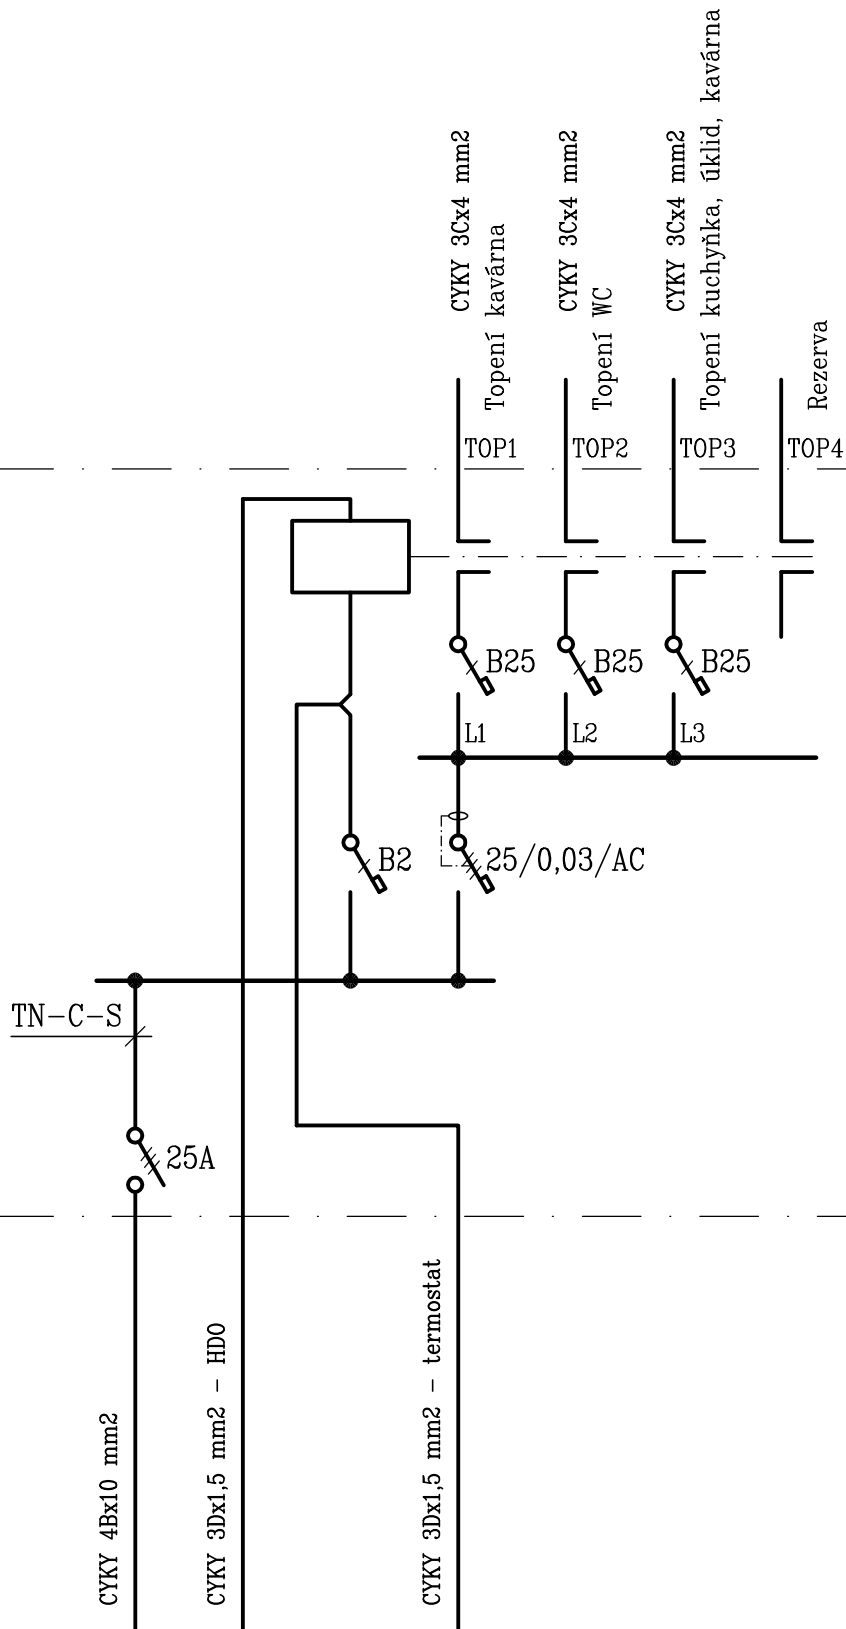 CYKY 3Cx4 mm2
Topení kavárna
CYKY 3Cx4 mm2
Topení WC
CYKY 3Cx4 mm2
Topení kuchyňka, úklid, kavárna
Rezerva
TOP1
TOP2
TOP3
TOP4
B25
B25
B25
L1
L2
L3
B2
25/0,03/AC
TN-C-S
25A
CYKY 4Bx10 mm2
CYKY 3Dx1,5 mm2 - HDO
CYKY 3Dx1,5 mm2 - termostat